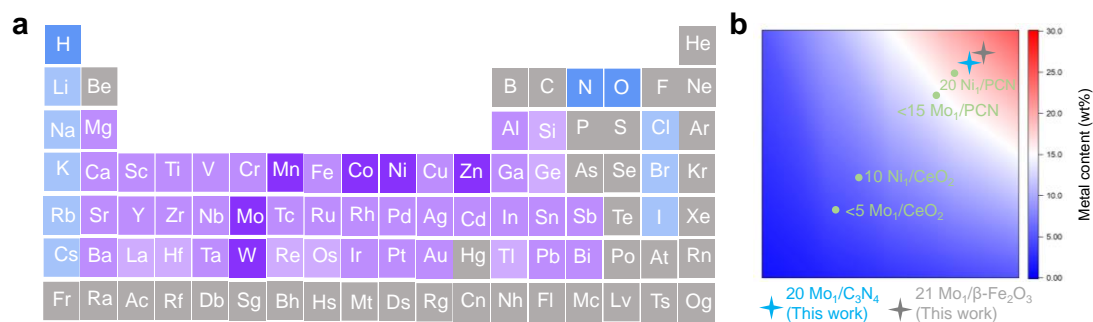 a
H He
Li Be B C N O F Ne
Na Mg Al Si P S Cl Ar
K Ca Sc Ti V Cr Mn Fe Co Ni Cu Zn Ga Ge As Se Br Kr
Rb Sr Y Zr Nb Mo Tc Ru Rh Pd Ag Cd In Sn Sb Te I Xe
Cs Ba La Hf Ta W Re Os Ir Pt Au Hg Tl Pb Bi Po At Rn
Fr Ra Ac Rf Db Sg Bh Hs Mt Ds Rg Cn Nh Fl Mc Lv Ts Og
b
20 Ni₁/PCN
<15 Mo₁/PCN
10 Ni₁/CeO₂
<5 Mo₁/CeO₂
30.0
25.0
20.0
15.0
10.0
5.00
0.00
Metal content (wt%)
20 Mo₁/C₃N₄
(This work)
21 Mo₁/β-Fe₂O₃
(This work)